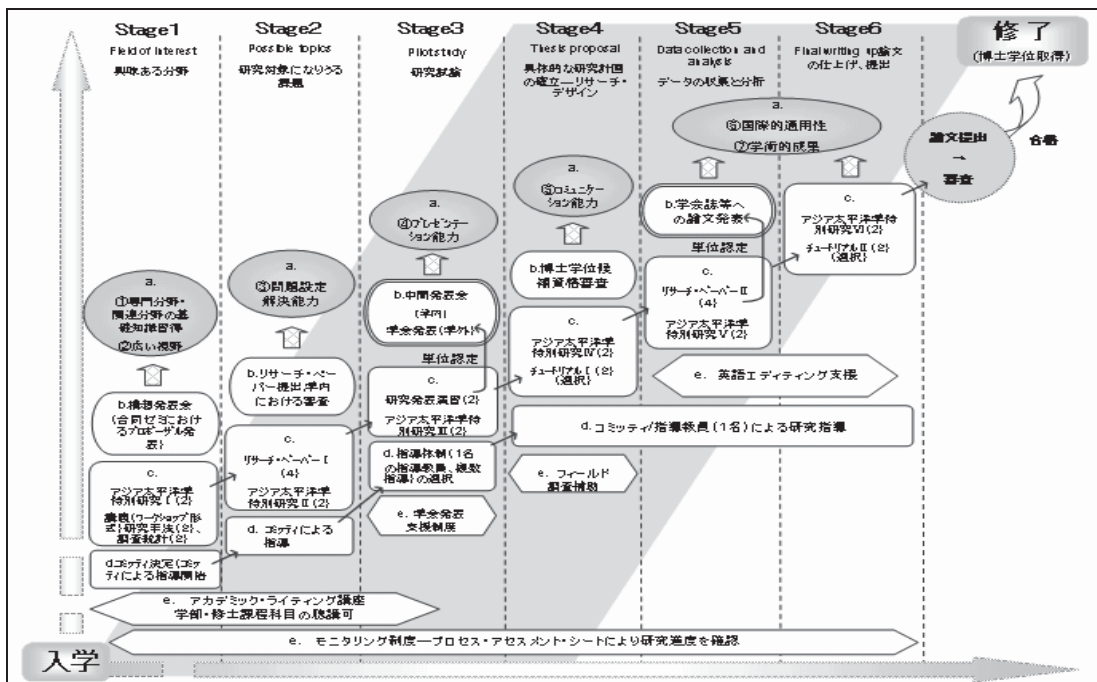 Stage1
Field of Interest
興味ある分野
Stage2
Possible topics
研究対象になりうる
課題
Stage3
Pilot study
研究試論
Stage4
Thesis proposal
具体的な研究計画
の確立―リサーチ・
デザイン
Stage5
Data collection and
analysis
データの収集と分析
Stage6
Final writing up論文
の仕上げ、提出
修了
(博士学位取得)
合格
論文提出
→
審査
a.
⑥国際的通用性
⑦学術的成果
a.
⑤コミュニケー
ション能力
a.
④プレゼンテー
ション能力
a.
③問題設定
解決能力
a.
①専門分野・
関連分野の基
礎知識習得
②広い視野
b.構想発表会
(合同ゼミにおけ
るプロポーザル発
表)
c.
アジア太平洋学
特別研究Ⅰ(2)
講義(ワークショップ形
式)研究手法(2)、
調査統計(2)
d.コミッティ決定(コミッ
ティによる指導開始
b.リサーチ・ペー
パー提出、学内
における審査
c.
リサーチ・ペーパーⅠ
(4)
アジア太平洋学
特別研究Ⅱ(2)
d. コミッティによる
指導
b.中間発表会
(学内)
学会発表(学外)
単位認定
c.
研究発表演習(2)
アジア太平洋学特
別研究Ⅲ(2)
d.指導体制(1名
の指導教員、複数
指導)の選択
e. 学会発表
支援制度
b.博士学位候
補資格審査
c.
アジア太平洋学
特別研究Ⅳ(2)
チュートリアルⅠ(2)
(選択)
e. フィールド
調査補助
b.学会誌等へ
の論文発表
単位認定
c.
リサーチ・ペーパーⅡ
(4)
アジア太平洋学
特別研究Ⅴ(2)
c.
アジア太平洋学特
別研究Ⅵ(2)
チュートリアルⅡ(2)
(選択)
e. 英語エディティング支援
d.コミッティ/指導教員(1名)による研究指導
e. アカデミック・ライティング講座
学部・修士課程科目の聴講可
e. モニタリング制度―プロセス・アセスメント・シートにより研究進度を確認
入学